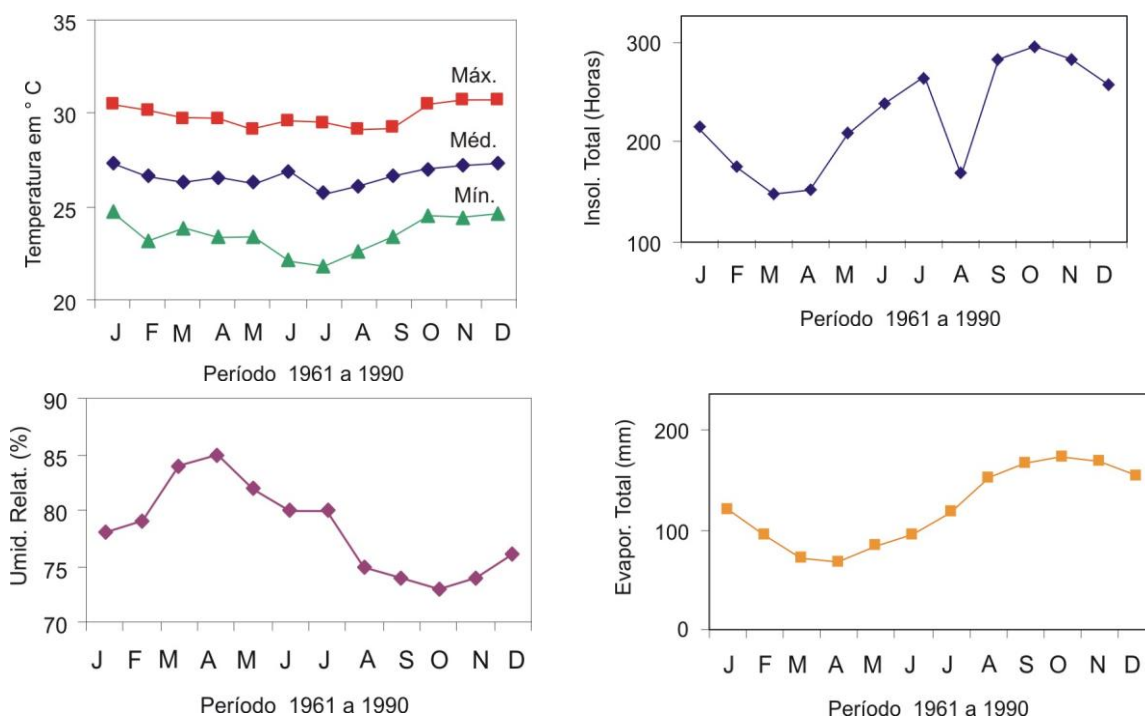 35
30
25
20
Temperatura em ° C
Máx.
Méd.
Mín.
J F M A M J J A S O N D
Período 1961 a 1990
300
200
100
Insol. Total (Horas)
J F M A M J J A S O N D
Período 1961 a 1990
90
85
80
75
70
Umid. Relat. (%)
J F M A M J J A S O N D
Período 1961 a 1990
200
100
0
Evapor. Total (mm)
J F M A M J J A S O N D
Período 1961 a 1990